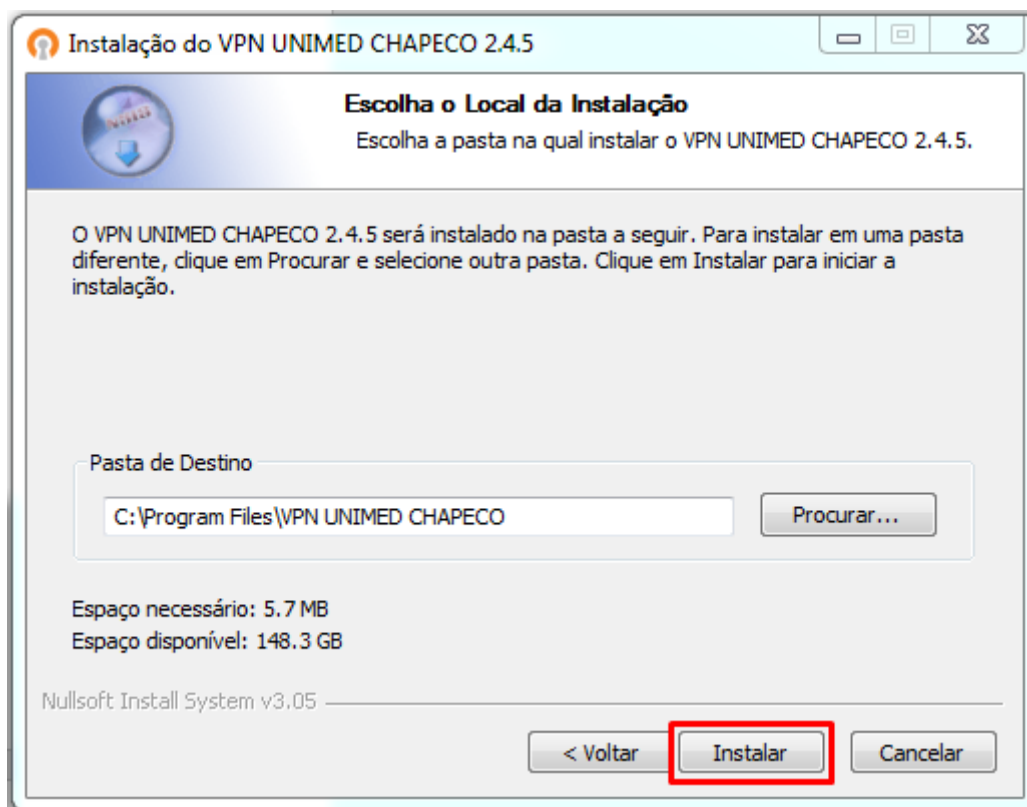 Instalação do VPN UNIMED CHAPECO 2.4.5
Escolha o Local da Instalação
Escolha a pasta na qual instalar o VPN UNIMED CHAPECO 2.4.5.
O VPN UNIMED CHAPECO 2.4.5 será instalado na pasta a seguir. Para instalar em uma pasta
diferente, clique em Procurar e selecione outra pasta. Clique em Instalar para iniciar a
instalação.
Pasta de Destino
C:\Program Files\VPN UNIMED CHAPECO
Procurar...
Espaço necessário: 5.7 MB
Espaço disponível: 148.3 GB
Nullsoft Install System v3.05
< Voltar
Instalar
Cancelar